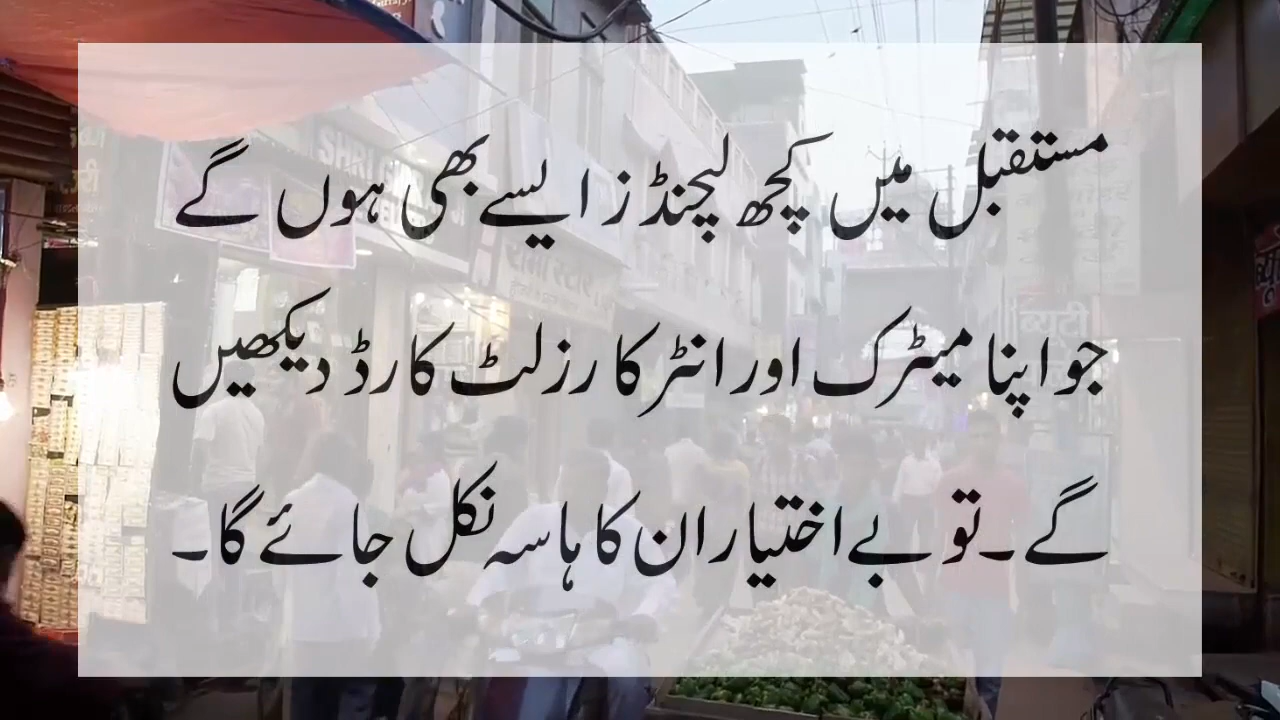 مستقبل میں کچھ لیجنڈز ایسے بھی ہوں گے
جو اپنا میٹرک اور انٹر کا رزلٹ کارڈ دیکھیں
گے۔ تو بے اختیار ان کا ہاسہ نکل جائے گا۔
SHRI
ब्यूटी